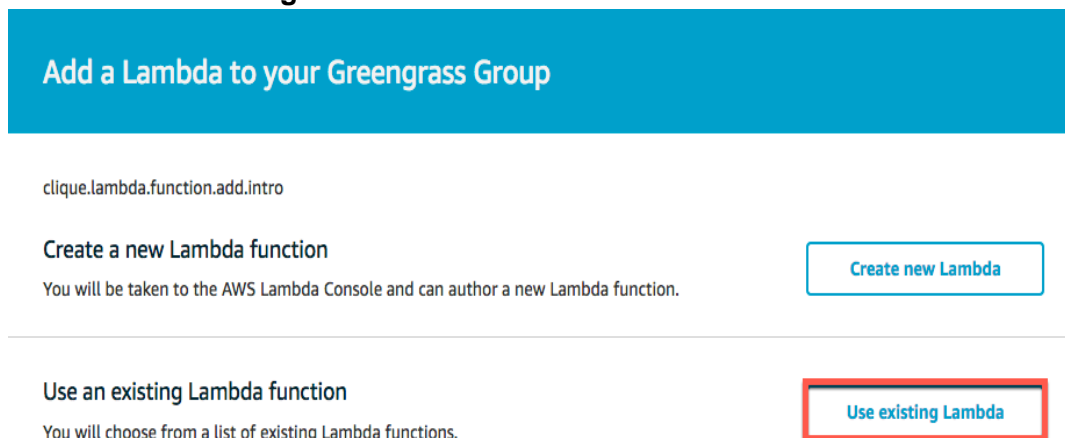 Add a Lambda to your Greengrass Group
clique.lambda.function.add.intro
Create a new Lambda function
Create new Lambda
You will be taken to the AWS Lambda Console and can author a new Lambda function.
Use an existing Lambda function
Use existing Lambda
You will choose from a list of existing Lambda functions.